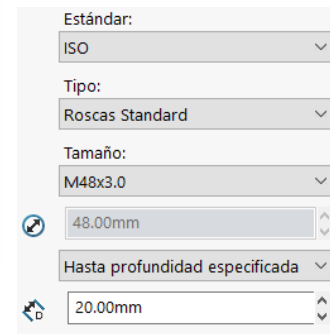 Estándar:
ISO
Tipo:
Roscas Standard
Tamaño:
M48x3.0
48.00mm
Hasta profundidad especificada
D
20.00mm